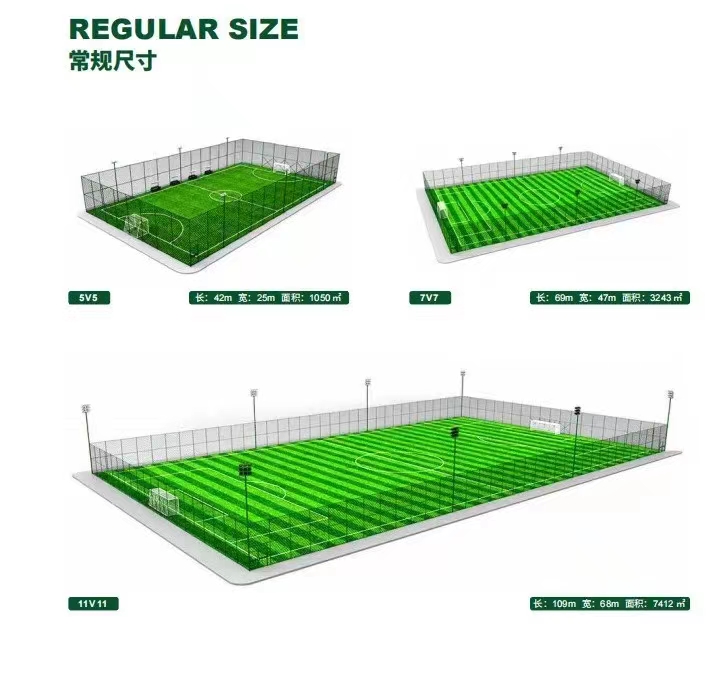 REGULAR SIZE
常规尺寸
5V5
长：42m 宽：25m 面积：1050㎡
7V7
长：69m 宽：47m 面积：3243㎡
11V11
长：109m 宽：68m 面积：7412㎡